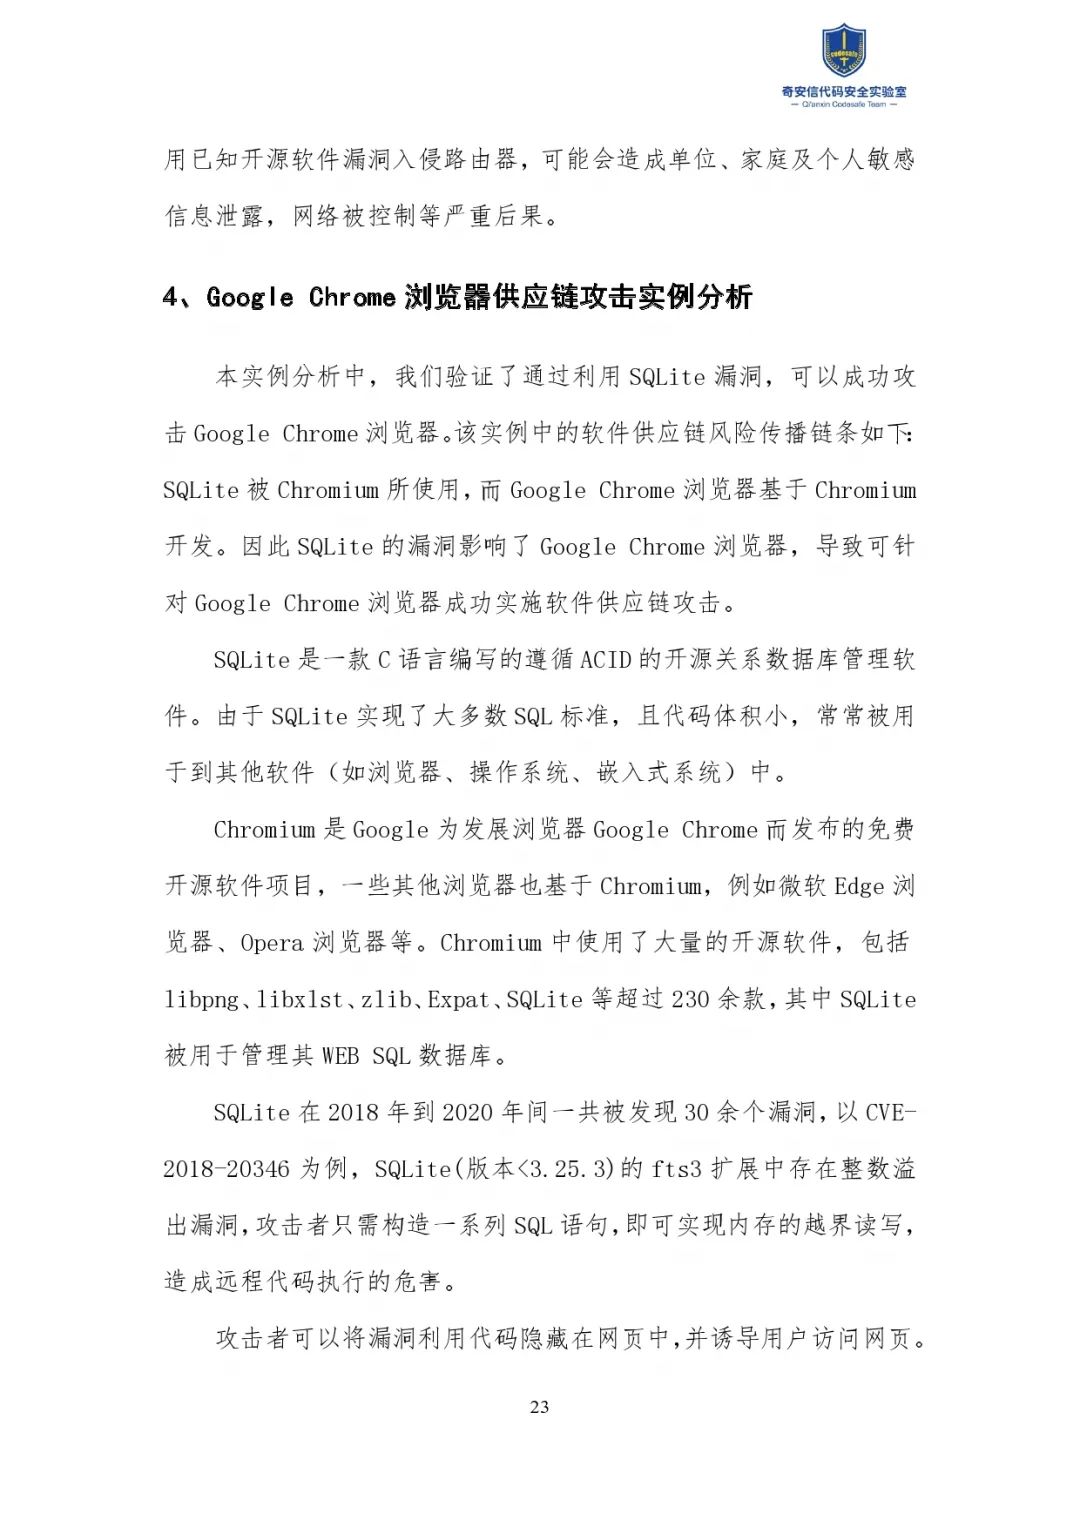 codesafe
奇安信代码安全实验室
— Qi'anxin Codesafe Team —
用已知开源软件漏洞入侵路由器，可能会造成单位、家庭及个人敏感
信息泄露，网络被控制等严重后果。
4、Google Chrome 浏览器供应链攻击实例分析
本实例分析中，我们验证了通过利用 SQLite 漏洞，可以成功攻
击 Google Chrome 浏览器。该实例中的软件供应链风险传播链条如下：
SQLite 被 Chromium 所使用，而 Google Chrome 浏览器基于 Chromium
开发。因此 SQLite 的漏洞影响了 Google Chrome 浏览器，导致可针
对 Google Chrome 浏览器成功实施软件供应链攻击。
SQLite 是一款 C 语言编写的遵循 ACID 的开源关系数据库管理软
件。由于 SQLite 实现了大多数 SQL 标准，且代码体积小，常常被用
于到其他软件（如浏览器、操作系统、嵌入式系统）中。
Chromium 是 Google 为发展浏览器 Google Chrome 而发布的免费
开源软件项目，一些其他浏览器也基于 Chromium，例如微软 Edge 浏
览器、Opera 浏览器等。Chromium 中使用了大量的开源软件，包括
libpng、libxlst、zlib、Expat、SQLite 等超过 230 余款，其中 SQLite
被用于管理其 WEB SQL 数据库。
SQLite 在 2018 年到 2020 年间一共被发现 30 余个漏洞，以 CVE-
2018-20346 为例，SQLite(版本<3.25.3)的 fts3 扩展中存在整数溢
出漏洞，攻击者只需构造一系列 SQL 语句，即可实现内存的越界读写，
造成远程代码执行的危害。
攻击者可以将漏洞利用代码隐藏在网页中，并诱导用户访问网页。
23